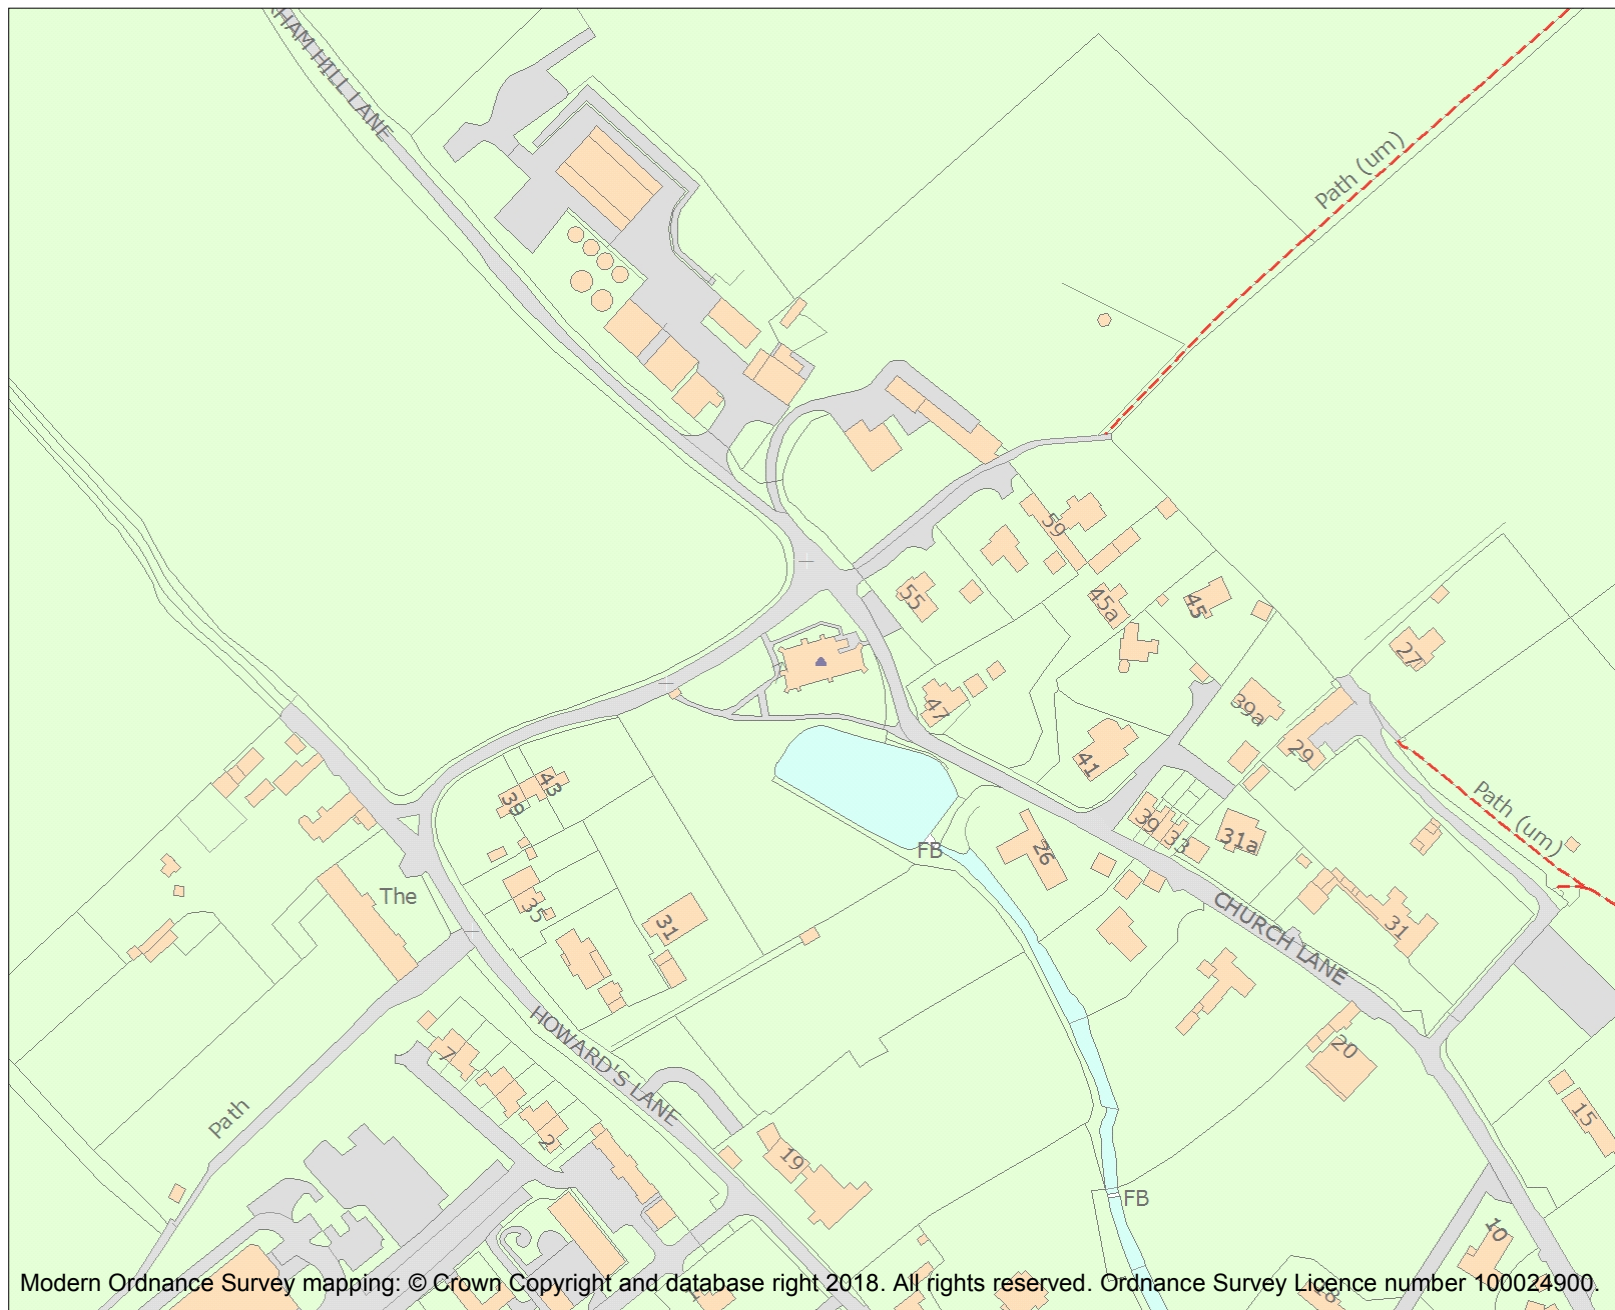 HAM HILL LANE
Path (um)
59
55
45a
45
27
47
39a
29
41
43
39
39
33
31a
Path (um)
FB
26
The
35
31
31
CHURCH LANE
HOWARD'S LANE
7
20
Path
2
15
19
FB
10
Modern Ordnance Survey mapping: © Crown Copyright and database right 2018. All rights reserved. Ordnance Survey Licence number 100024900.